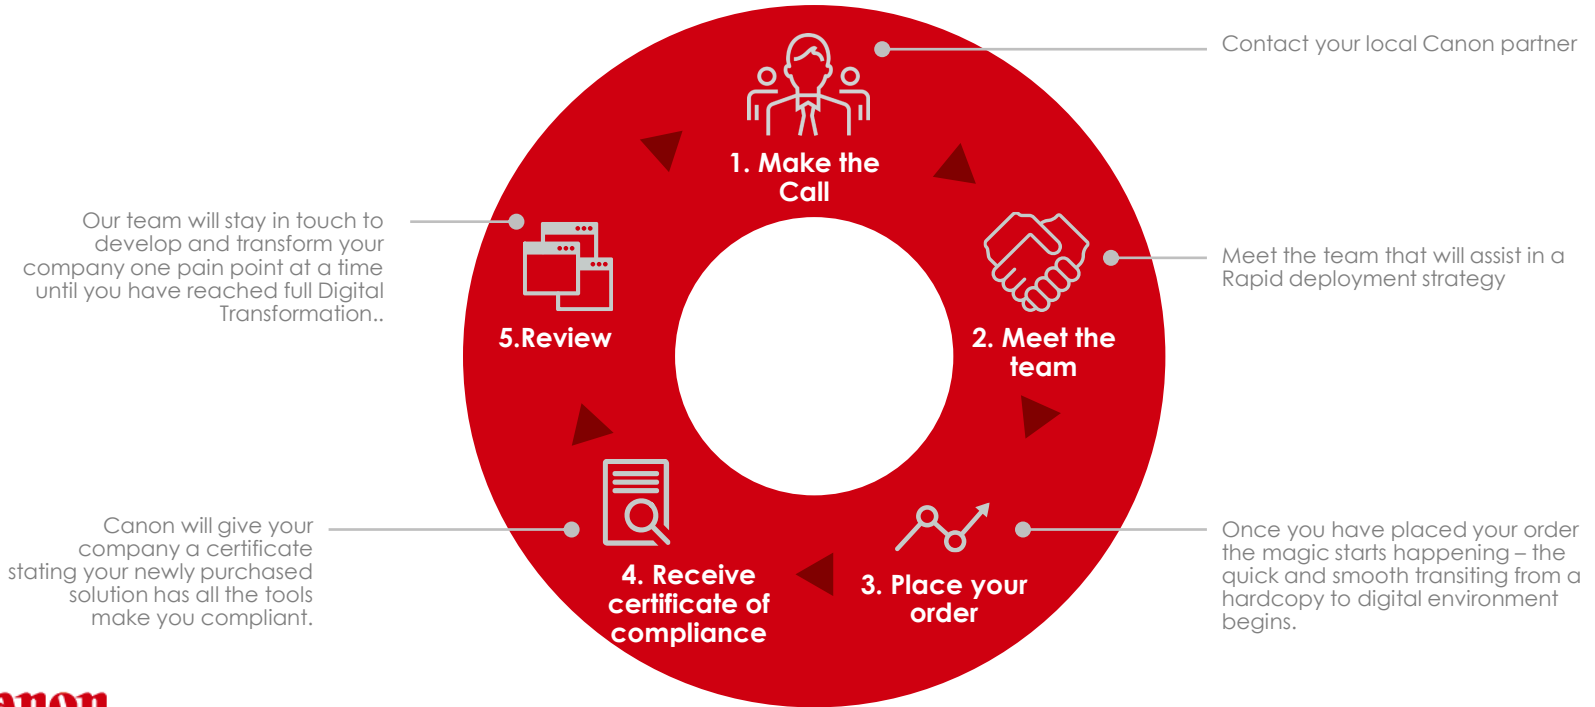 Contact your local Canon partner
1. Make the
Call
Meet the team that will assist in a
Rapid deployment strategy
2. Meet the
team
Once you have placed your order
the magic starts happening – the
quick and smooth transiting from a
hardcopy to digital environment
begins.
3. Place your
order
4. Receive
certificate of
compliance
Canon will give your
company a certificate
stating your newly purchased
solution has all the tools
make you compliant.
5.Review
Our team will stay in touch to
develop and transform your
company one pain point at a time
until you have reached full Digital
Transformation..